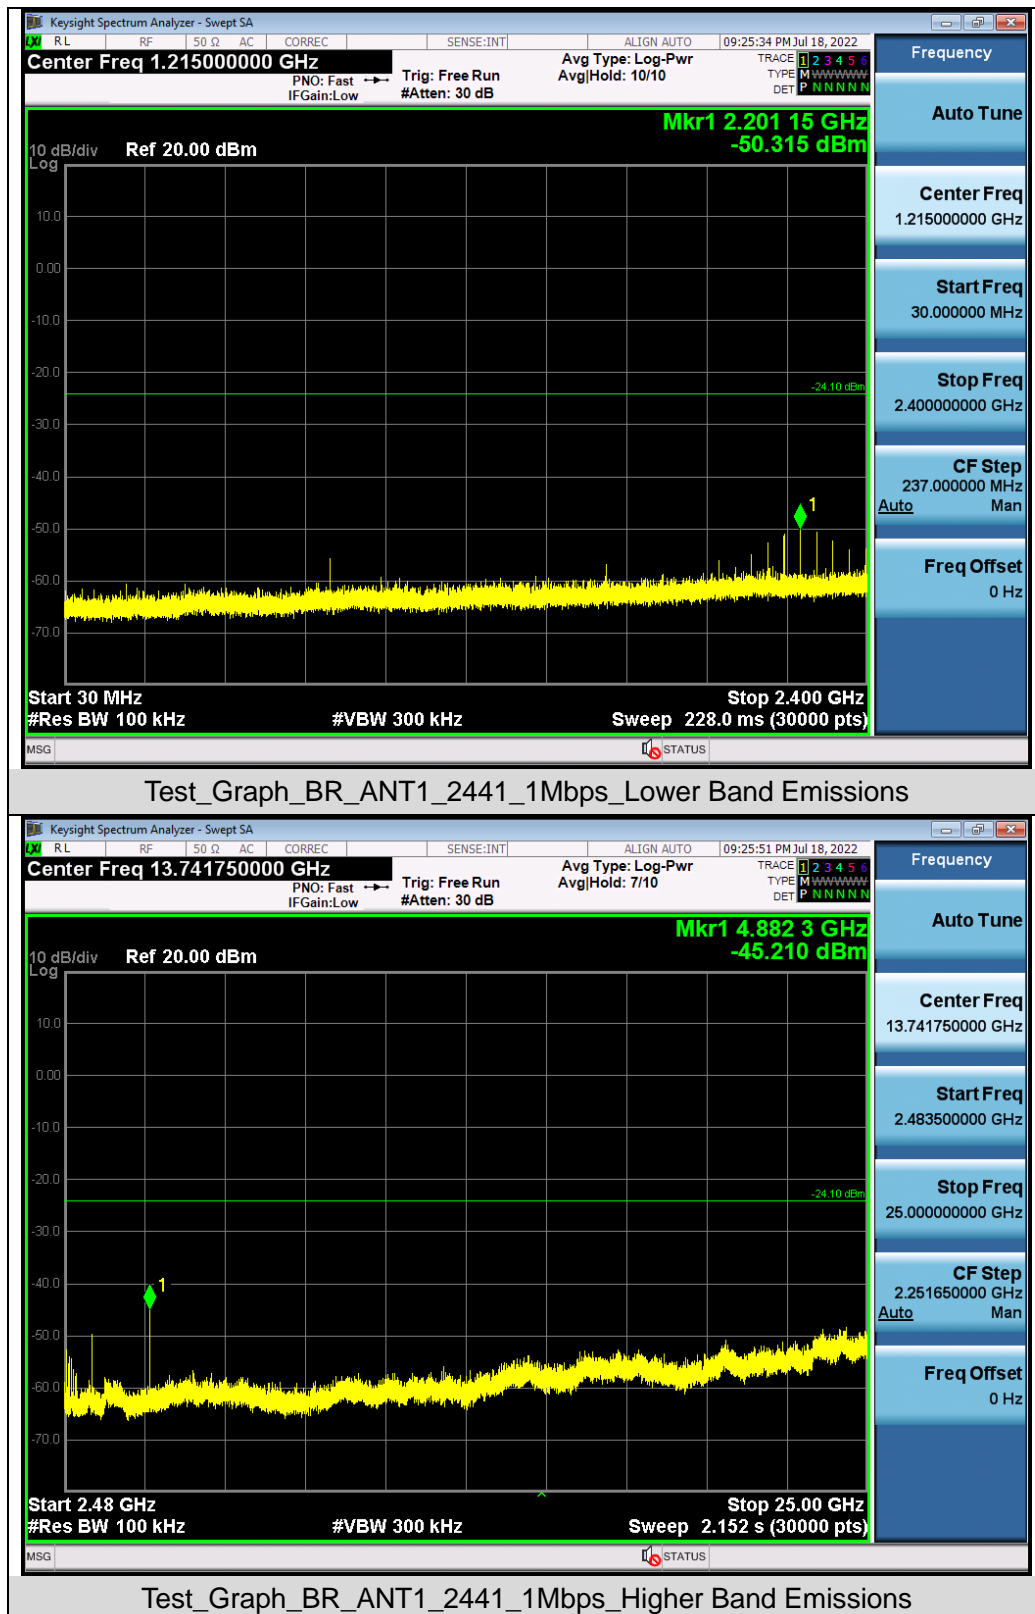 Keysight Spectrum Analyzer - Swept SA
LXI RL RF 50 Ω AC CORREC SENSE:INT ALIGN AUTO 09:25:34 PM Jul 18, 2022
Center Freq 1.215000000 GHz
PNO: Fast
IFGain:Low
Trig: Free Run
#Atten: 30 dB
Avg Type: Log-Pwr
Avg|Hold: 10/10
TRACE 1 2 3 4 5 6
TYPE M WWWWW
DET P N N N N N
Mkr1 2.201 15 GHz
-50.315 dBm
10 dB/div Ref 20.00 dBm
Log
10.0
0.00
-10.0
-20.0
-24.10 dBm
-30.0
-40.0
1
-50.0
-60.0
-70.0
Start 30 MHz Stop 2.400 GHz
#Res BW 100 kHz #VBW 300 kHz Sweep 228.0 ms (30000 pts)
MSG STATUS
Frequency
Auto Tune
Center Freq
1.215000000 GHz
Start Freq
30.000000 MHz
Stop Freq
2.400000000 GHz
CF Step
237.000000 MHz
Auto Man
Freq Offset
0 Hz
Test_Graph_BR_ANT1_2441_1Mbps_Lower Band Emissions
Keysight Spectrum Analyzer - Swept SA
LXI RL RF 50 Ω AC CORREC SENSE:INT ALIGN AUTO 09:25:51 PM Jul 18, 2022
Center Freq 13.741750000 GHz
PNO: Fast
IFGain:Low
Trig: Free Run
#Atten: 30 dB
Avg Type: Log-Pwr
Avg|Hold: 7/10
TRACE 1 2 3 4 5 6
TYPE M WWWWW
DET P N N N N N
Mkr1 4.882 3 GHz
-45.210 dBm
10 dB/div Ref 20.00 dBm
Log
10.0
0.00
-10.0
-20.0
-24.10 dBm
-30.0
-40.0
1
-50.0
-60.0
-70.0
Start 2.48 GHz Stop 25.00 GHz
#Res BW 100 kHz #VBW 300 kHz Sweep 2.152 s (30000 pts)
MSG STATUS
Frequency
Auto Tune
Center Freq
13.741750000 GHz
Start Freq
2.483500000 GHz
Stop Freq
25.000000000 GHz
CF Step
2.251650000 GHz
Auto Man
Freq Offset
0 Hz
Test_Graph_BR_ANT1_2441_1Mbps_Higher Band Emissions